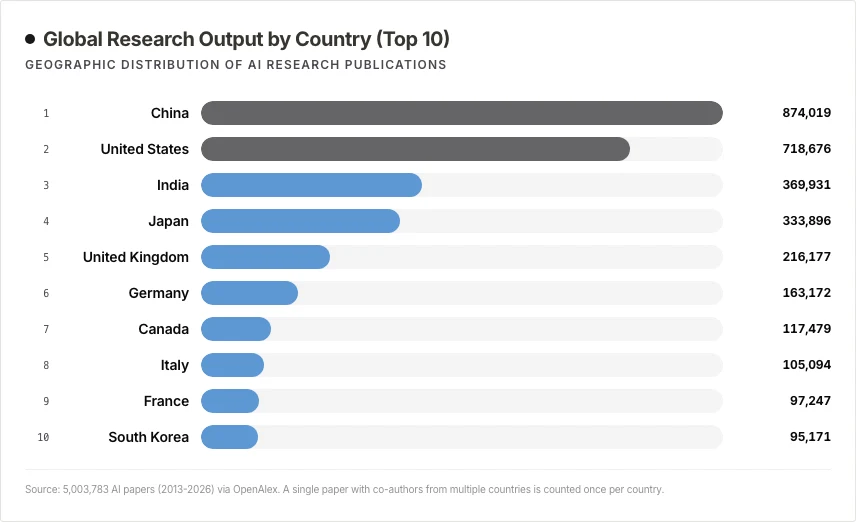 Global Research Output by Country (Top 10)
GEOGRAPHIC DISTRIBUTION OF AI RESEARCH PUBLICATIONS
1 China 874,019
2 United States 718,676
3 India 369,931
4 Japan 333,896
5 United Kingdom 216,177
6 Germany 163,172
7 Canada 117,479
8 Italy 105,094
9 France 97,247
10 South Korea 95,171
Source: 5,003,783 AI papers (2013-2026) via OpenAlex. A single paper with co-authors from multiple countries is counted once per country.